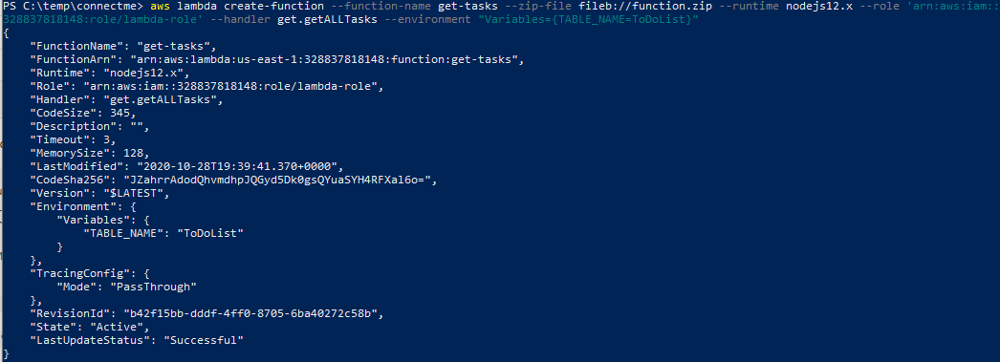 PS C:\temp\connectme> aws lambda create-function --function-name get-tasks --zip-file fileb://function.zip --runtime nodejs12.x --role 'arn:aws:iam::
328837818148:role/lambda-role' --handler get.getALLTasks --environment "Variables={TABLE_NAME=ToDoList}"
{
    "FunctionName": "get-tasks",
    "FunctionArn": "arn:aws:lambda:us-east-1:328837818148:function:get-tasks",
    "Runtime": "nodejs12.x",
    "Role": "arn:aws:iam::328837818148:role/lambda-role",
    "Handler": "get.getALLTasks",
    "CodeSize": 345,
    "Description": "",
    "Timeout": 3,
    "MemorySize": 128,
    "LastModified": "2020-10-28T19:39:41.370+0000",
    "CodeSha256": "JZahrrAdodQhvmdhpJQGyd5Dk0gsQYuaSYH4RFXal6o=",
    "Version": "$LATEST",
    "Environment": {
        "Variables": {
            "TABLE_NAME": "ToDoList"
        }
    },
    "TracingConfig": {
        "Mode": "PassThrough"
    },
    "RevisionId": "b42f15bb-dddf-4ff0-8705-6ba40272c58b",
    "State": "Active",
    "LastUpdateStatus": "Successful"
}